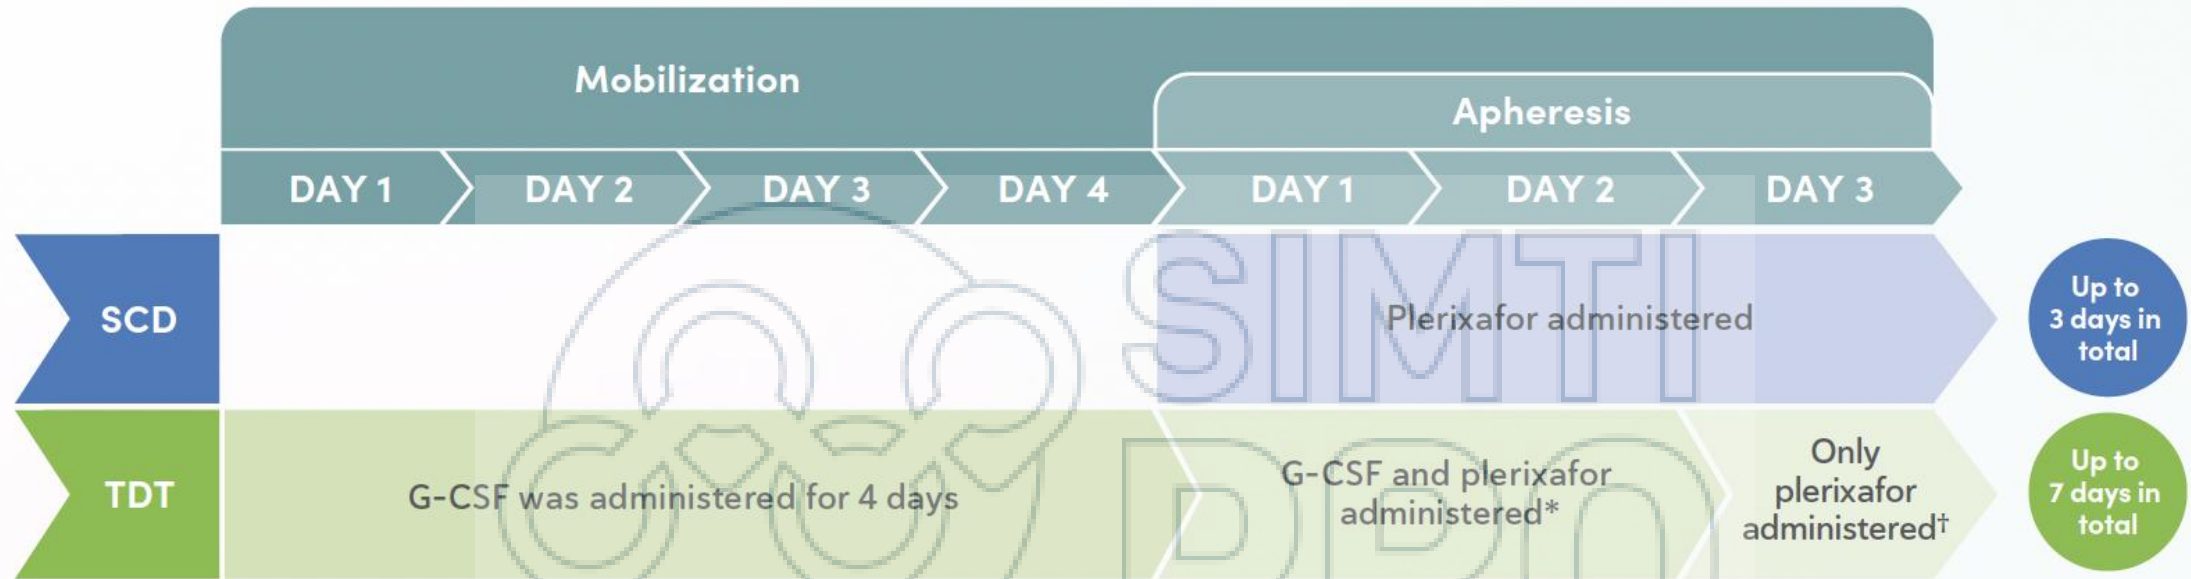 Mobilization
Apheresis
DAY 1
DAY 2
DAY 3
DAY 4
DAY 1
DAY 2
DAY 3
SCD
Plerixafor administered
Up to
3 days in
total
TDT
G-CSF was administered for 4 days
G-CSF and plerixafor
administered*
Only
plerixafor
administered†
Up to
7 days in
total
SIMTI